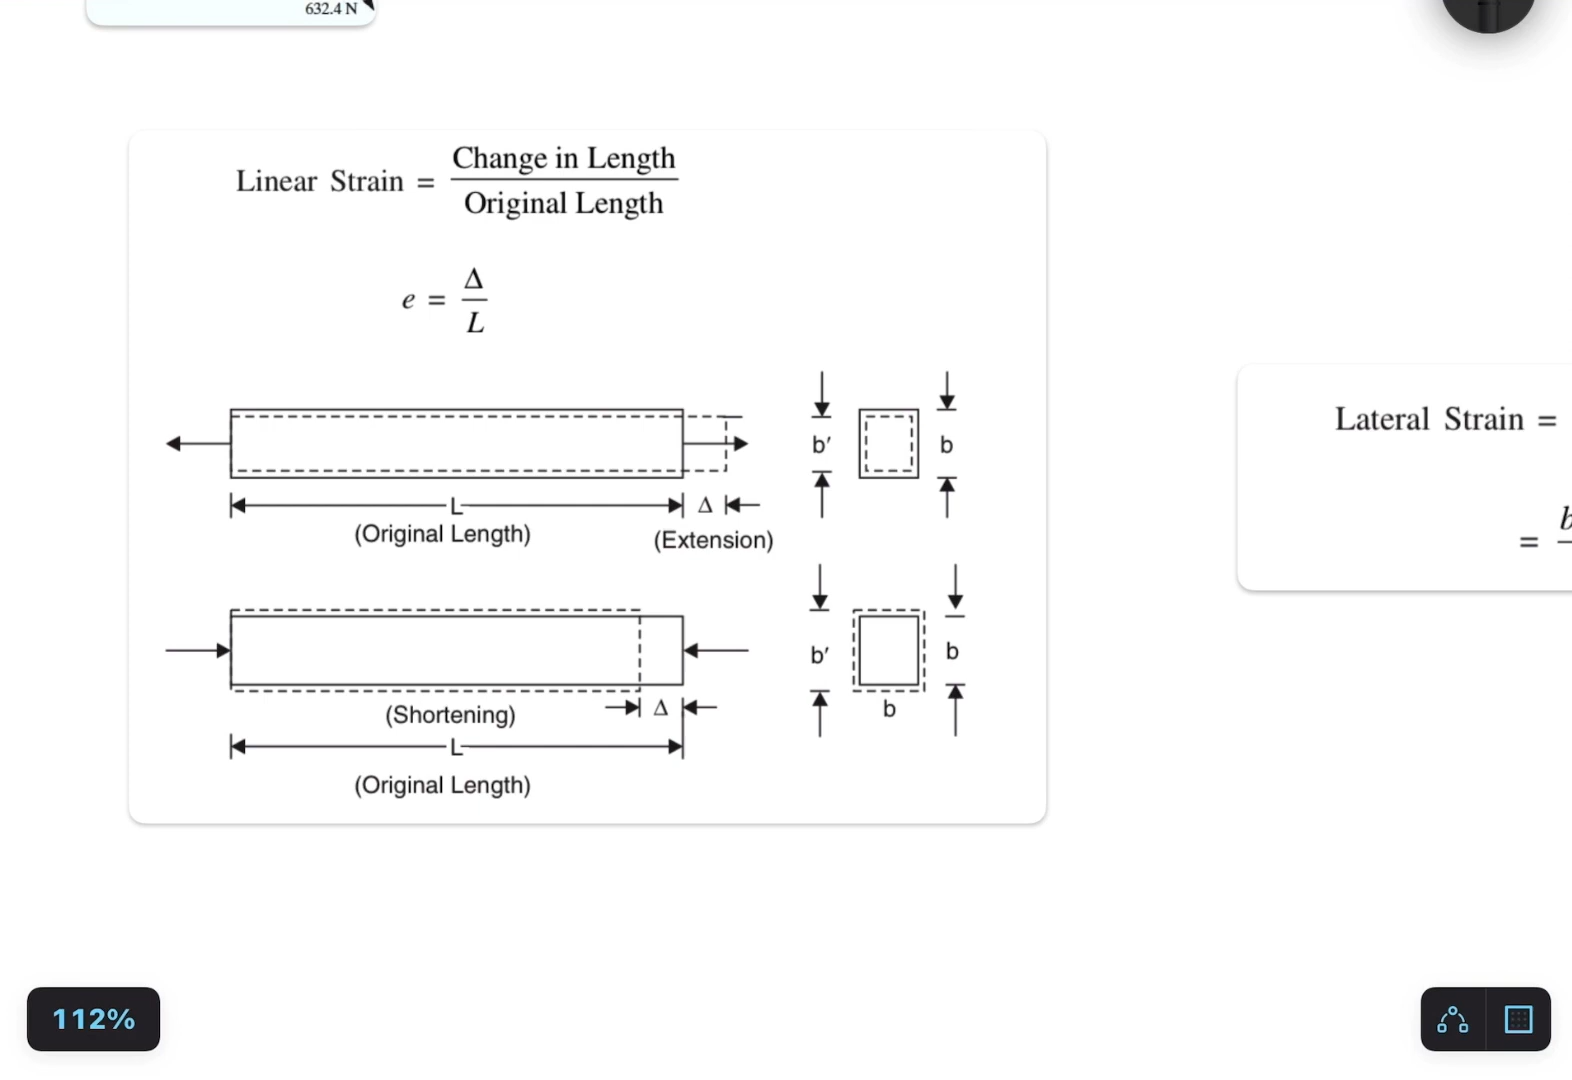 632.4 N
Linear Strain = Change in Length
Original Length
e = Δ
L
Lateral Strain =
=
b′
b
L
Δ
(Original Length)
(Extension)
b′
b
(Shortening)
Δ
b
L
(Original Length)
112%